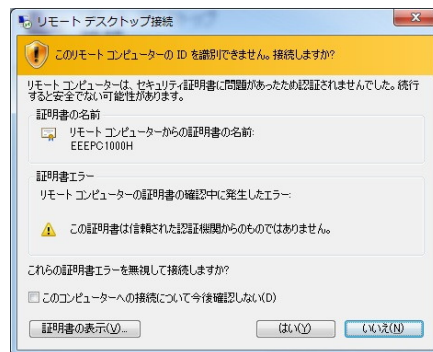 リモート デスクトップ接続
このリモート コンピューターの ID を識別できません。接続しますか?
リモート コンピューターは、セキュリティ証明書に問題があったため認証されませんでした。続行
すると安全でない可能性があります。
証明書の名前
リモート コンピューターからの証明書の名前:
EEEPC1000H
証明書エラー
リモート コンピューターの証明書の確認中に発生したエラー:
この証明書は信頼された認証機関からのものではありません。
これらの証明書エラーを無視して接続しますか?
このコンピューターへの接続について今後確認しない(D)
証明書の表示(V)... はい(Y) いいえ(N)